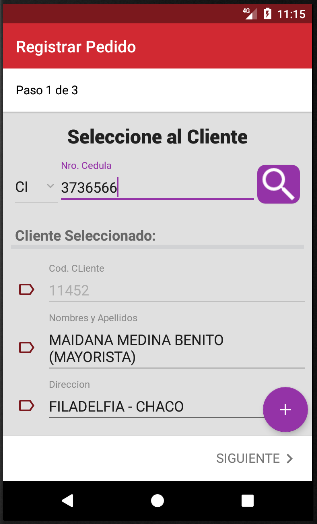 4G 11:15
Registrar Pedido
Paso 1 de 3
Seleccione al Cliente
Nro. Cedula
CI 3736566
Cliente Seleccionado:
Cod. CLiente
11452
Nombres y Apellidos
MAIDANA MEDINA BENITO
(MAYORISTA)
Direccion
FILADELFIA - CHACO
+
SIGUIENTE